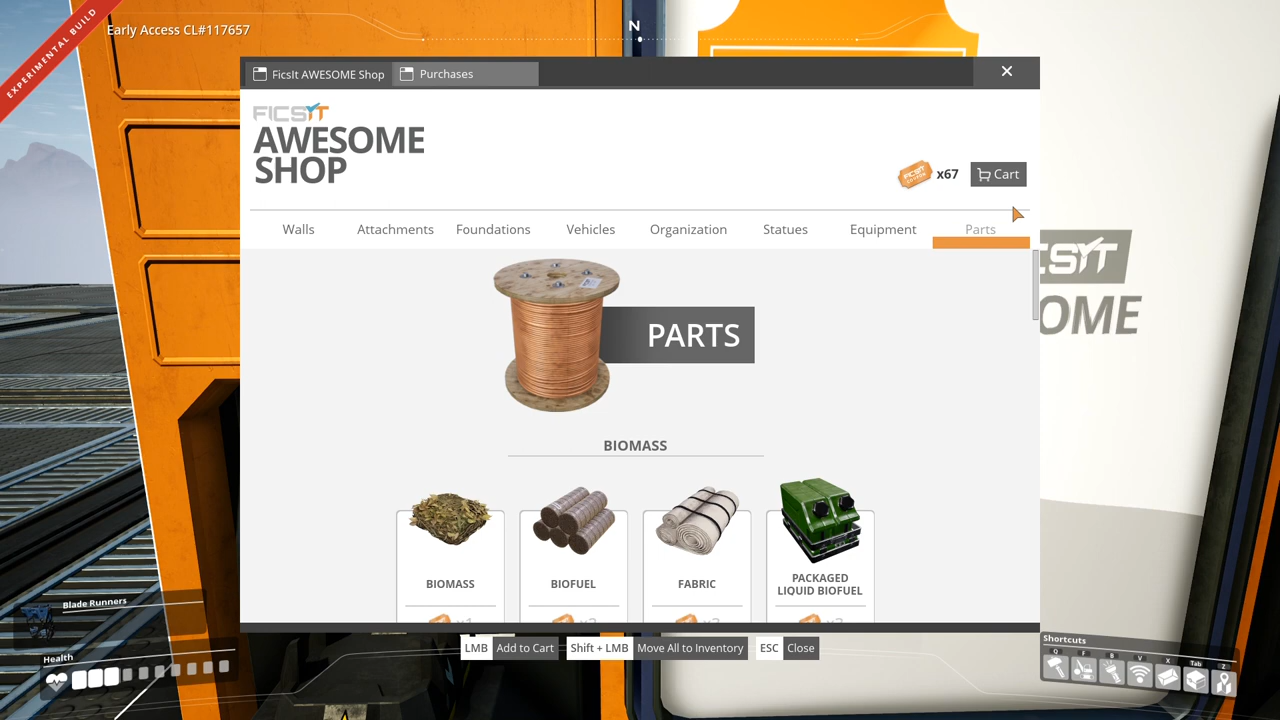 EXPERIMENTAL BUILD
Early Access CL#117657
N
FicsIt AWESOME Shop
Purchases
FICSIT
AWESOME
SHOP
x67
Cart
Walls
Attachments
Foundations
Vehicles
Organization
Statues
Equipment
Parts
PARTS
BIOMASS
BIOMASS
BIOFUEL
FABRIC
PACKAGED
LIQUID BIOFUEL
LMB Add to Cart
Shift + LMB Move All to Inventory
ESC Close
Blade Runners
Health
Shortcuts
Q F B V X Tab Z